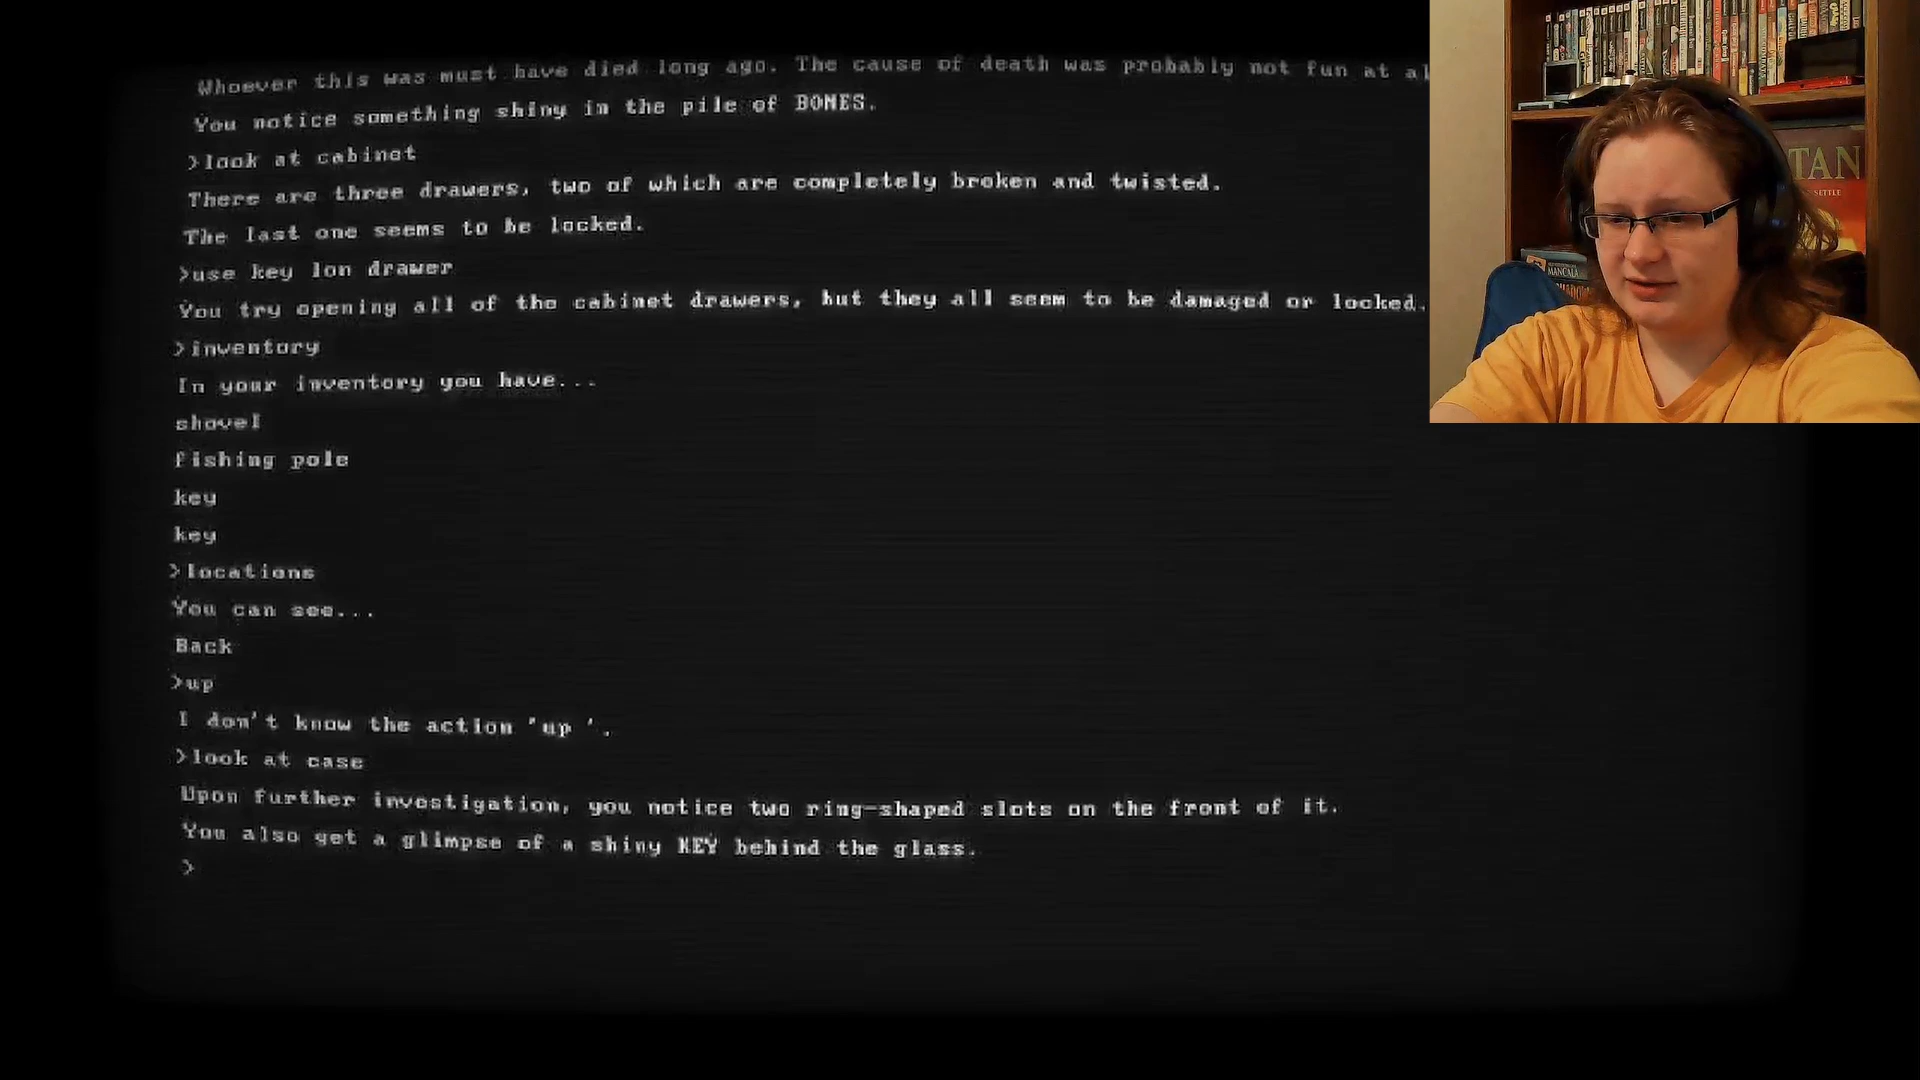 Whoever this was must have died long ago. The cause of death was probably not fun at al
You notice something shiny in the pile of BONES.
>look at cabinet
There are three drawers, two of which are completely broken and twisted.
The last one seems to be locked.
>use key 1on drawer
You try opening all of the cabinet drawers, but they all seem to be damaged or locked.
>inventory
In your inventory you have...
shovel
fishing pole
key
key
>locations
You can see...
Back
>up
I don't know the action 'up '.
>look at case
Upon further investigation, you notice two ring-shaped slots on the front of it.
You also get a glimpse of a shiny KEY behind the glass.
>
TAN
SETTLE
MANCALA